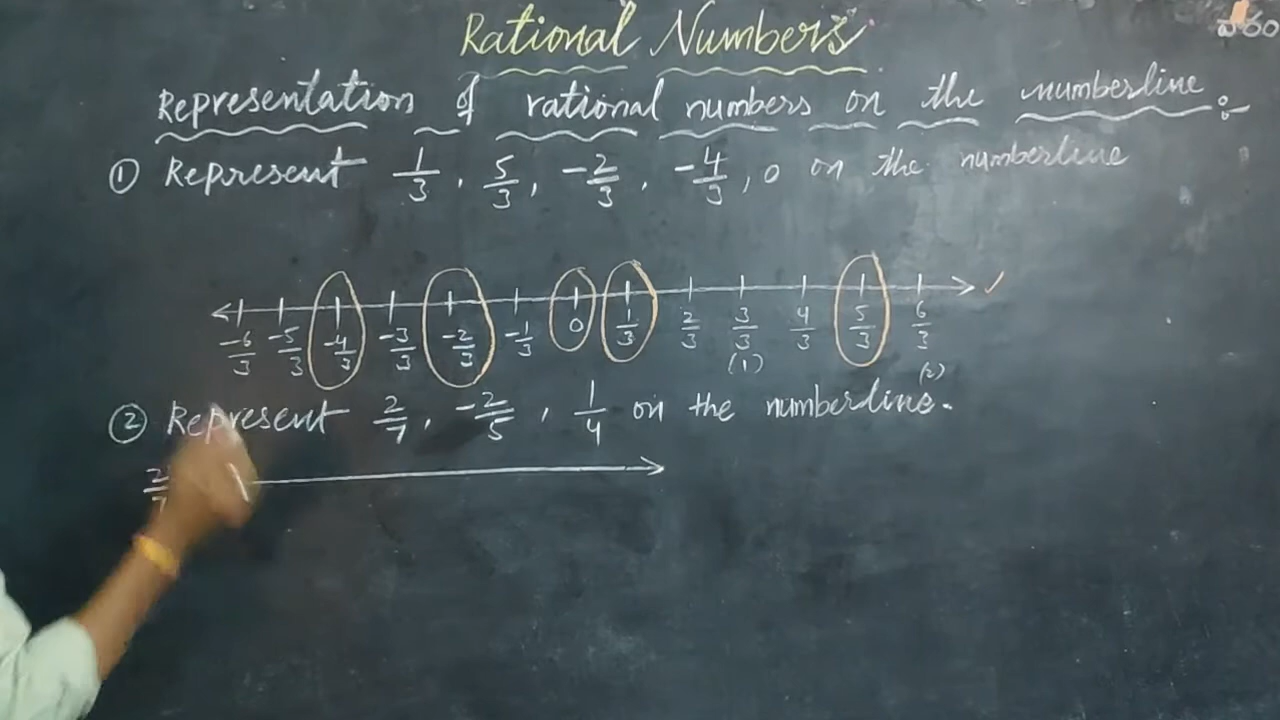 వారం
Rational Numbers
Representation of rational numbers on the numberline :-
① Represent 1/3, 5/3, -2/3, -4/3, 0 on the numberline
-6/3 -5/3 -4/3 -3/3 -2/3 -1/3 0 1/3 2/3 3/3 4/3 5/3 6/3 ✓
(1) (2)
② Represent 2/7, -2/5, 1/4 on the numberline.